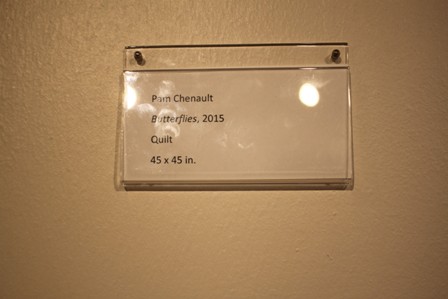 Pam Chenault
Butterflies, 2015
Quilt
45 x 45 in.